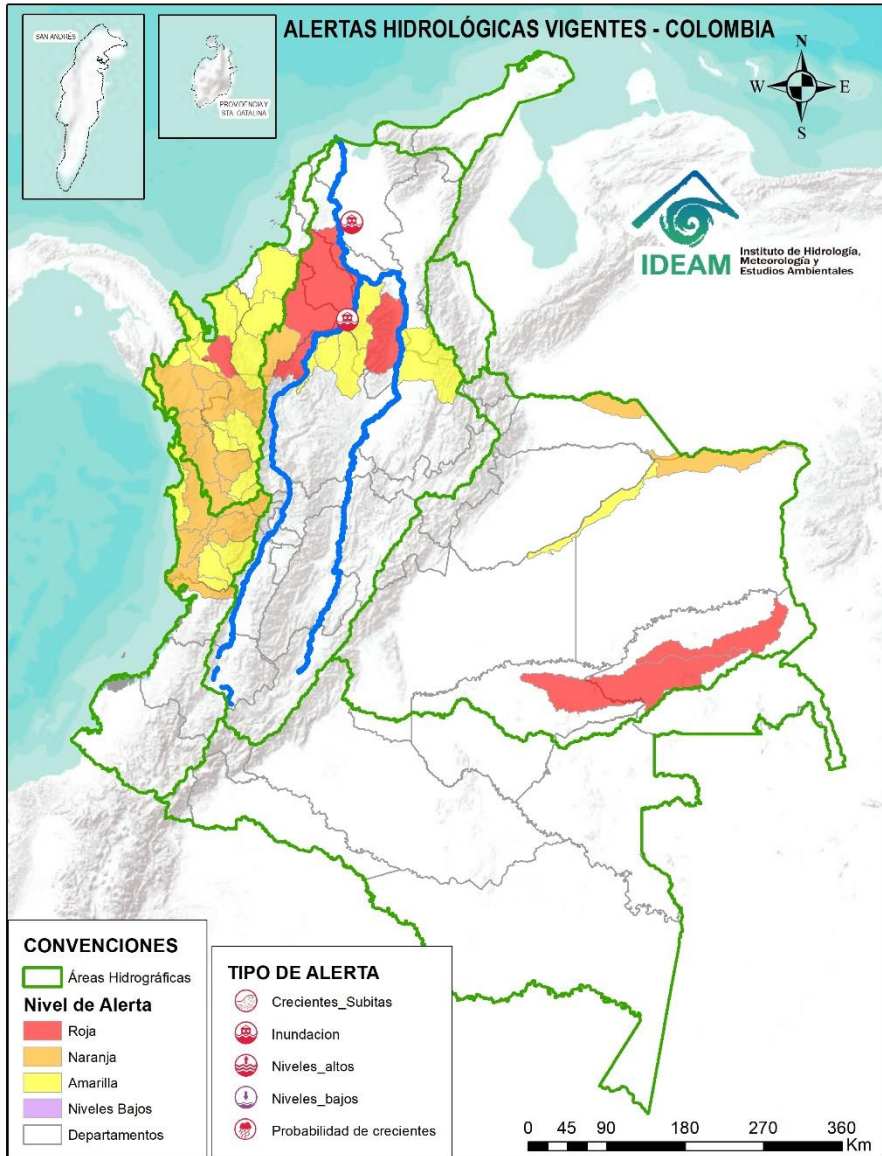 ALERTAS HIDROLÓGICAS VIGENTES - COLOMBIA
SAN ANDRÉS
PROVIDENCIA Y
STA. CATALINA
N
W
E
S
IDEAM
Instituto de Hidrología,
Meteorología y
Estudios Ambientales
CONVENCIONES
Áreas Hidrográficas
Nivel de Alerta
Roja
Naranja
Amarilla
Niveles Bajos
Departamentos
TIPO DE ALERTA
Crecientes_Subitas
Inundacion
Niveles_altos
Niveles_bajos
Probabilidad de crecientes
0 45 90 180 270 360
Km